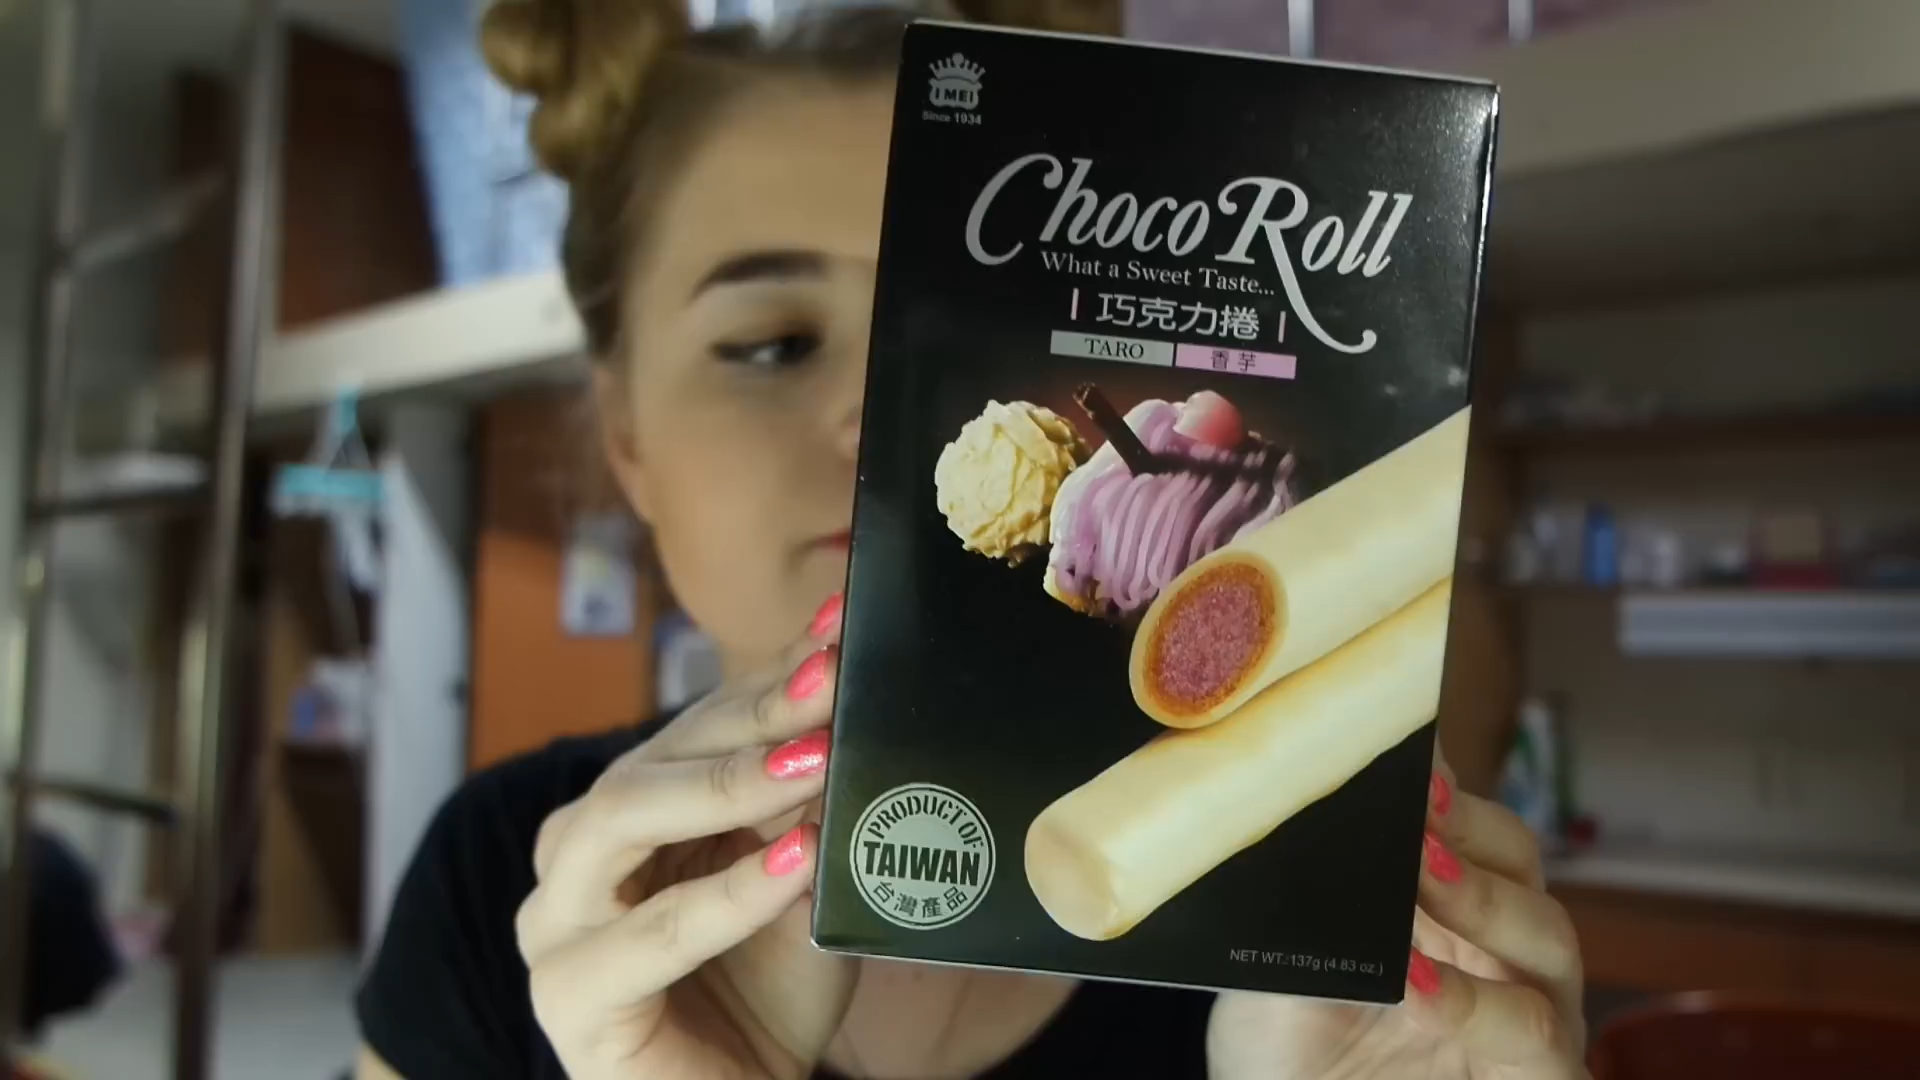 I MEI
Since 1934
Choco Roll
What a Sweet Taste...
巧克力捲
TARO
香芋
PRODUCT OF
TAIWAN
台灣產品
NET WT.:137g (4.83 oz.)